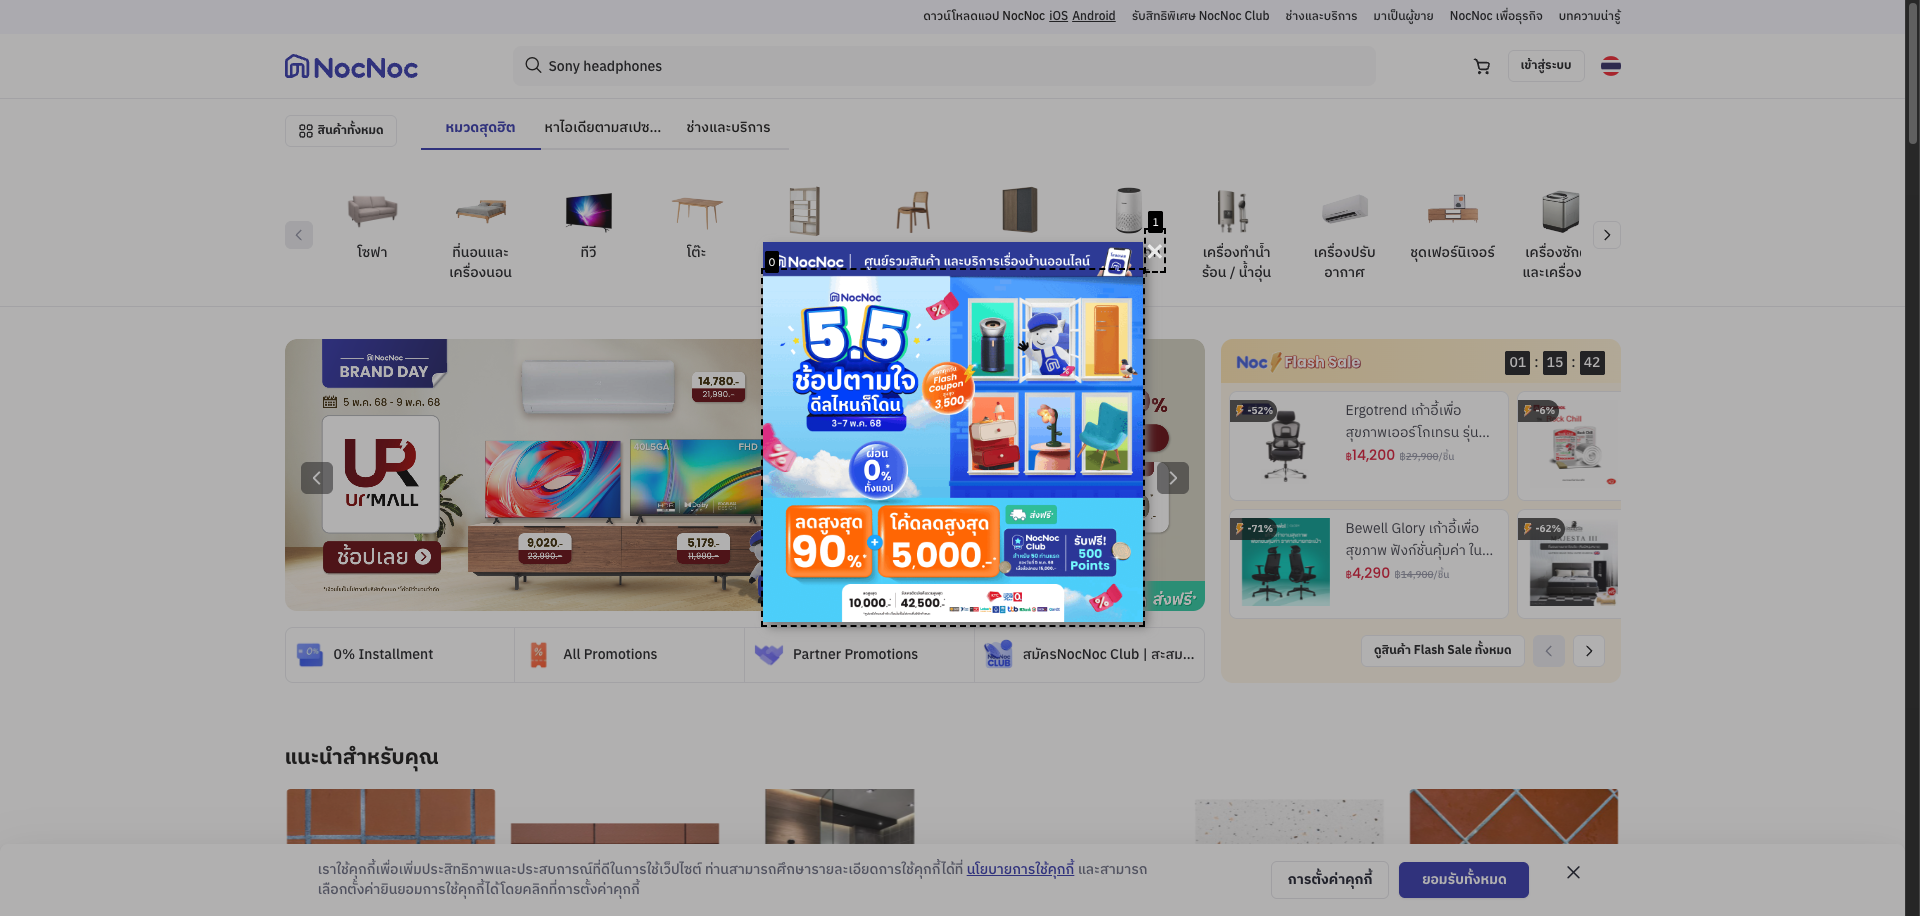 ดาวน์โหลดแอป NocNoc iOS Android รับสิทธิพิเศษ NocNoc Club ช่างและบริการ มาเป็นผู้ขาย NocNoc เพื่อธุรกิจ บทความน่ารู้
NocNoc
Sony headphones
เข้าสู่ระบบ
สินค้าทั้งหมด
หมวดสุดฮิต
หาไอเดียตามสเปซ...
ช่างและบริการ
โซฟา
ที่นอนและ
เครื่องนอน
ทีวี
โต๊ะ
เครื่องทำน้ำ
ร้อน / น้ำอุ่น
เครื่องปรับ
อากาศ
ชุดเฟอร์นิเจอร์
เครื่องซัก
และเครื่อง
1
0
NocNoc | ศูนย์รวมสินค้า และบริการเรื่องบ้านออนไลน์
NocNoc
5.5
ช้อปตามใจ
ดีลไหนก็โดน
3-7 พ.ค. 68
Flash
Coupon
3,500
%
ผ่อน
0%
ทั้งแอป
ลดสูงสุด
90%*
+
โค้ดลดสูงสุด
5,000.-
ส่งฟรี*
NocNoc
Club
รับฟรี!
500
Points
10,000.-
42,500.-
%
NocNoc
BRAND DAY
5 พ.ค. 68 - 9 พ.ค. 68
UR
Ur'MALL
ช้อปเลย
14,780.-
21,990.-
40L5GA
FHD
9,020.-
23,990.-
5,179.-
11,990.-
%
ส่งฟรี*
Noc Flash Sale
01 : 15 : 42
-52%
Ergotrend เก้าอี้เพื่อ
สุขภาพเออร์โกเทรน รุ่น...
฿14,200 ฿29,900/ชิ้น
-6%
-71%
Bewell Glory เก้าอี้เพื่อ
สุขภาพ ฟังก์ชั่นคุ้มค่า ใน...
฿4,290 ฿14,900/ชิ้น
-62%
ดูสินค้า Flash Sale ทั้งหมด
0%
0% Installment
%
All Promotions
Partner Promotions
NocNoc
CLUB
สมัครNocNoc Club | สะสม...
แนะนำสำหรับคุณ
เราใช้คุกกี้เพื่อเพิ่มประสิทธิภาพและประสบการณ์ที่ดีในการใช้เว็ปไซต์ ท่านสามารถศึกษารายละเอียดการใช้คุกกี้ได้ที่ นโยบายการใช้คุกกี้ และสามารถ
เลือกตั้งค่ายินยอมการใช้คุกกี้ได้โดยคลิกที่การตั้งค่าคุกกี้
การตั้งค่าคุกกี้
ยอมรับทั้งหมด